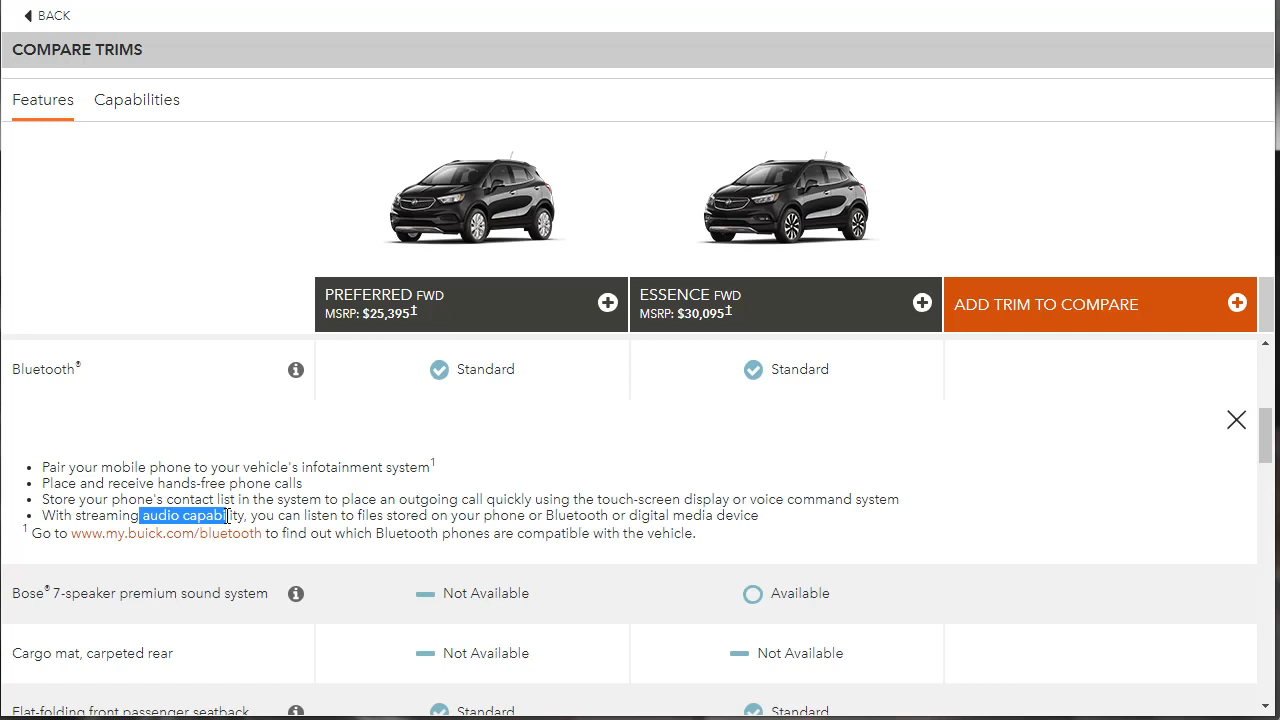 BACK
COMPARE TRIMS
Features Capabilities
PREFERRED FWD
MSRP: $25,395‡
ESSENCE FWD
MSRP: $30,095‡
ADD TRIM TO COMPARE
Bluetooth® Standard Standard
• Pair your mobile phone to your vehicle's infotainment system1
• Place and receive hands-free phone calls
• Store your phone's contact list in the system to place an outgoing call quickly using the touch-screen display or voice command system
• With streaming audio capability, you can listen to files stored on your phone or Bluetooth or digital media device
1 Go to www.my.buick.com/bluetooth to find out which Bluetooth phones are compatible with the vehicle.
Bose® 7-speaker premium sound system Not Available Available
Cargo mat, carpeted rear Not Available Not Available
Flat-folding front passenger seatback Standard Standard